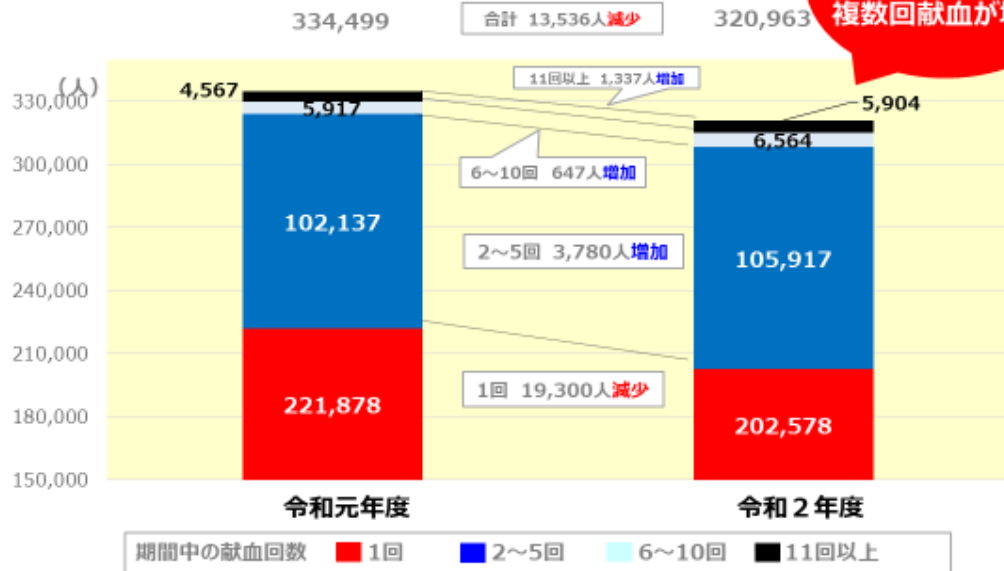 334,499
合計 13,536人減少
320,963
複数回献血が
(人)
330,000
300,000
270,000
240,000
210,000
180,000
150,000
4,567
5,917
102,137
221,878
11回以上 1,337人増加
6～10回 647人増加
2～5回 3,780人増加
1回 19,300人減少
5,904
6,564
105,917
202,578
令和元年度
令和２年度
期間中の献血回数
1回
2～5回
6～10回
11回以上